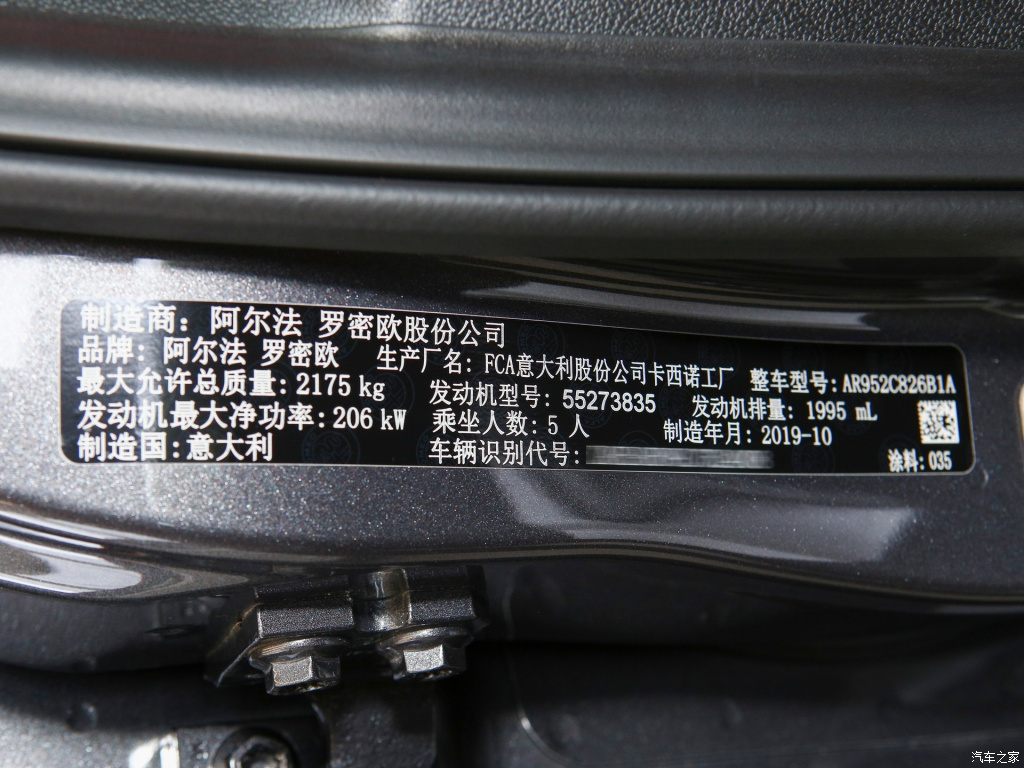 制造商: 阿尔法 罗密欧股份公司
品牌: 阿尔法 罗密欧 生产厂名: FCA意大利股份公司卡西诺工厂 整车型号: AR952C826B1A
最大允许总质量: 2175 kg 发动机型号: 55273835 发动机排量: 1995 mL
发动机最大净功率: 206 kW 乘坐人数: 5 人 制造年月: 2019-10
制造国: 意大利 车辆识别代号: 涂料: 035
汽车之家